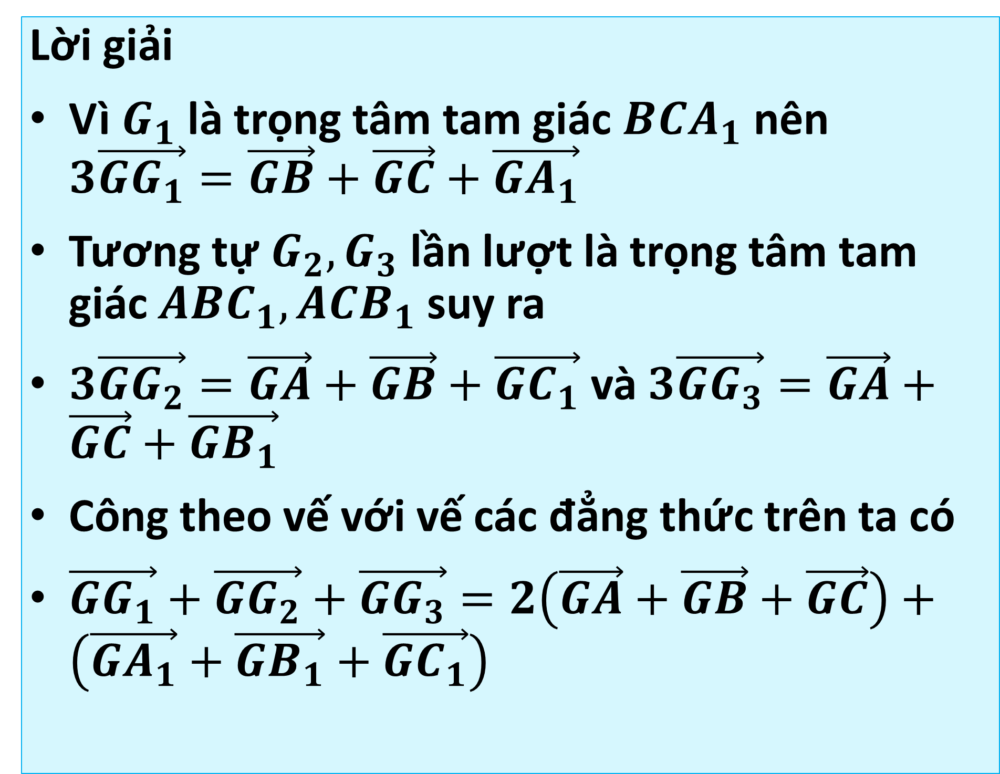 Lời giải
• Vì $G_1$ là trọng tâm tam giác $BCA_1$ nên
$3\overrightarrow{GG_1} = \overrightarrow{GB} + \overrightarrow{GC} + \overrightarrow{GA_1}$
• Tương tự $G_2, G_3$ lần lượt là trọng tâm tam
giác $ABC_1, ACB_1$ suy ra
• $3\overrightarrow{GG_2} = \overrightarrow{GA} + \overrightarrow{GB} + \overrightarrow{GC_1}$ và $3\overrightarrow{GG_3} = \overrightarrow{GA} +$
$\overrightarrow{GC} + \overrightarrow{GB_1}$
• Công theo vế với vế các đẳng thức trên ta có
• $\overrightarrow{GG_1} + \overrightarrow{GG_2} + \overrightarrow{GG_3} = 2(\overrightarrow{GA} + \overrightarrow{GB} + \overrightarrow{GC}) +$
$(\overrightarrow{GA_1} + \overrightarrow{GB_1} + \overrightarrow{GC_1})$